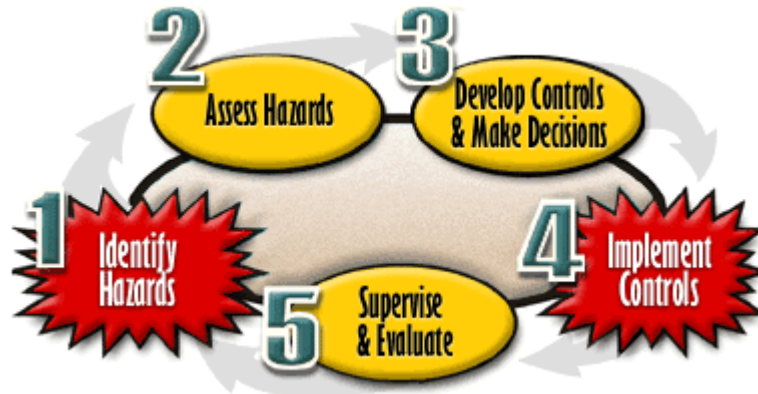 1
Identify
Hazards
2
Assess Hazards
3
Develop Controls
& Make Decisions
4
Implement
Controls
5
Supervise
& Evaluate